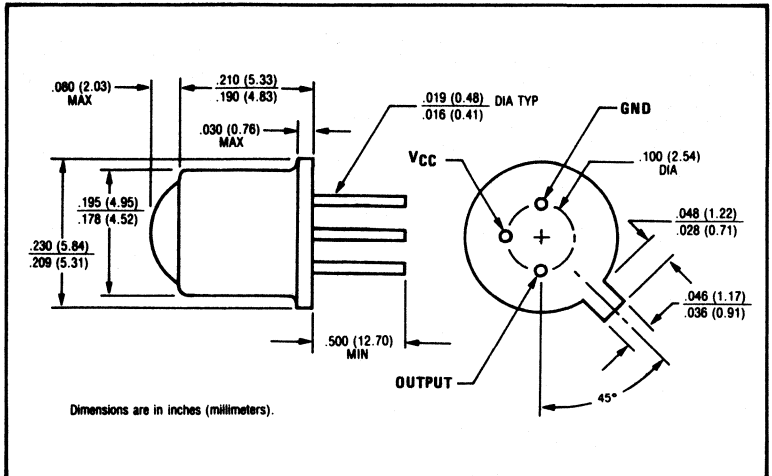 .080 (2.03)
MAX
.210 (5.33)
.190 (4.83)
.030 (0.76)
MAX
.019 (0.48) DIA TYP
.016 (0.41)
GND
VCC
.100 (2.54)
DIA
.195 (4.95)
.178 (4.52)
.230 (5.84)
.209 (5.31)
.048 (1.22)
.028 (0.71)
.046 (1.17)
.036 (0.91)
.500 (12.70)
MIN
OUTPUT
45°
Dimensions are in inches (millimeters).